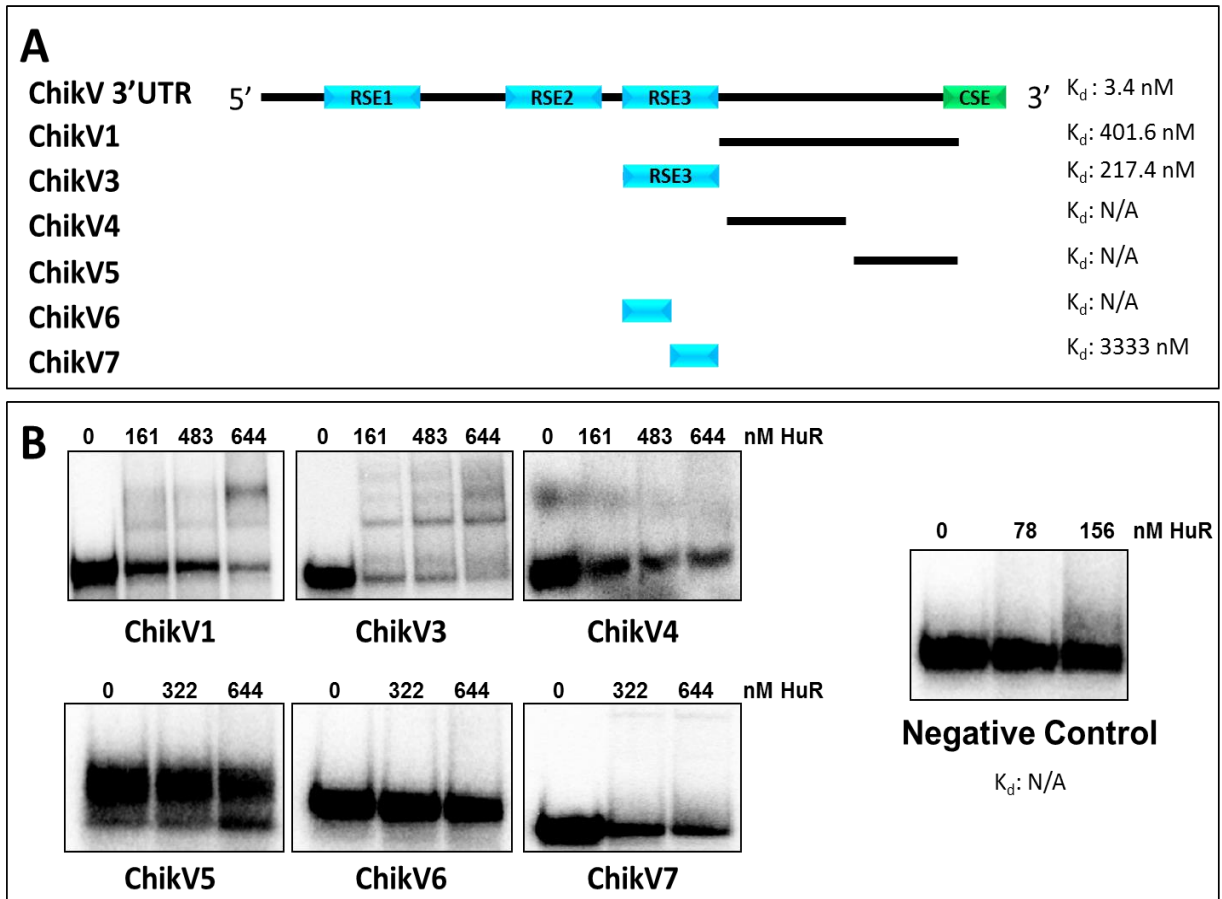 A
ChikV 3'UTR 5' RSE1 RSE2 RSE3 CSE 3' Kd : 3.4 nM
ChikV1 Kd: 401.6 nM
ChikV3 RSE3 Kd: 217.4 nM
ChikV4 Kd: N/A
ChikV5 Kd: N/A
ChikV6 Kd: N/A
ChikV7 Kd: 3333 nM
B
0 161 483 644 0 161 483 644 0 161 483 644 nM HuR
ChikV1 ChikV3 ChikV4
0 78 156 nM HuR
Negative Control
Kd: N/A
0 322 644 0 322 644 0 322 644 nM HuR
ChikV5 ChikV6 ChikV7